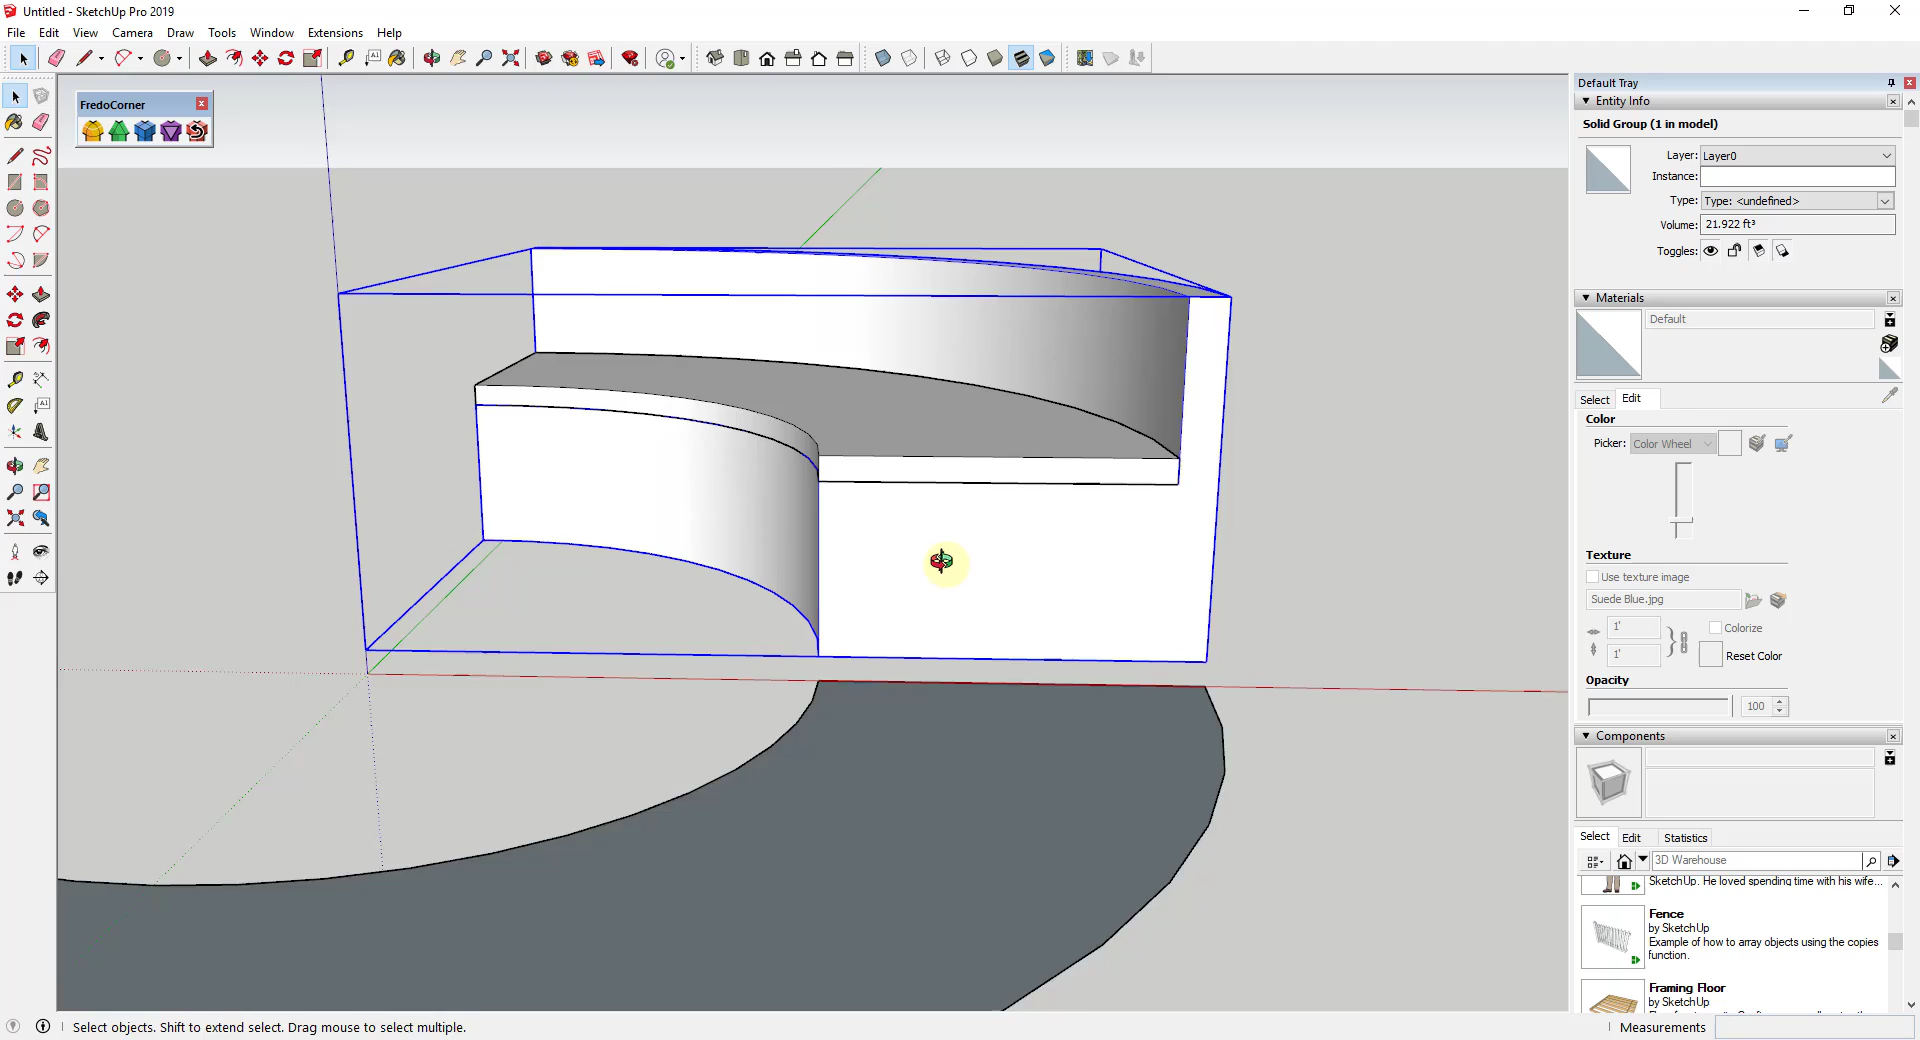 Untitled - SketchUp Pro 2019
File Edit View Camera Draw Tools Window Extensions Help
FredoCorner
Default Tray
Entity Info
Solid Group (1 in model)
Layer: Layer0
Instance:
Type: Type: <undefined>
Volume: 21.922 ft³
Toggles:
Materials
Default
Select Edit
Color
Picker: Color Wheel
Texture
Use texture image
Suede Blue.jpg
1' Colorize
1' Reset Color
Opacity
100
Components
Select Edit Statistics
3D Warehouse
SketchUp. He loved spending time with his wife...
Fence
by SketchUp
Example of how to array objects using the copies
function.
Framing Floor
by SketchUp
Select objects. Shift to extend select. Drag mouse to select multiple. Measurements